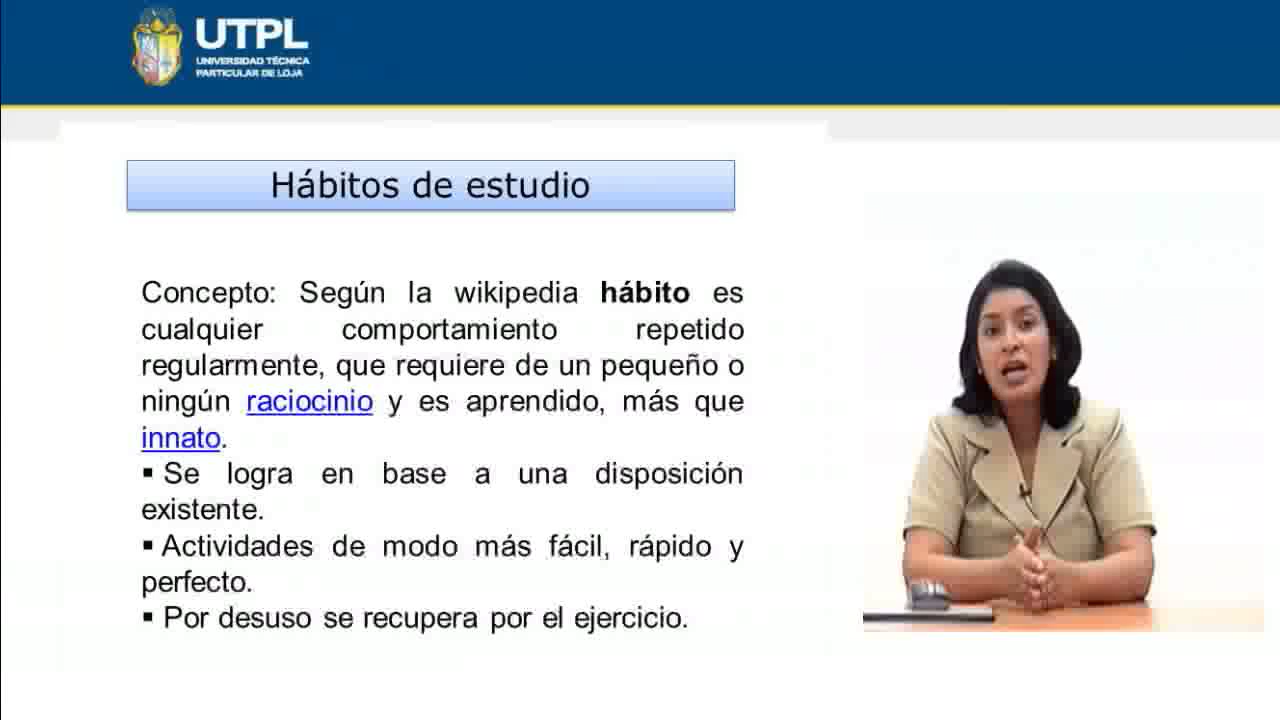 UTPL
UNIVERSIDAD TÉCNICA
PARTICULAR DE LOJA
Hábitos de estudio
Concepto: Según la wikipedia hábito es
cualquier comportamiento repetido
regularmente, que requiere de un pequeño o
ningún raciocinio y es aprendido, más que
innato.
▪ Se logra en base a una disposición
existente.
▪ Actividades de modo más fácil, rápido y
perfecto.
▪ Por desuso se recupera por el ejercicio.